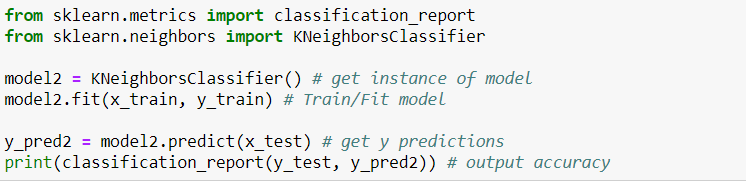 from sklearn.metrics import classification_report
from sklearn.neighbors import KNeighborsClassifier
model2 = KNeighborsClassifier() # get instance of model
model2.fit(x_train, y_train) # Train/Fit model
y_pred2 = model2.predict(x_test) # get y predictions
print(classification_report(y_test, y_pred2)) # output accuracy